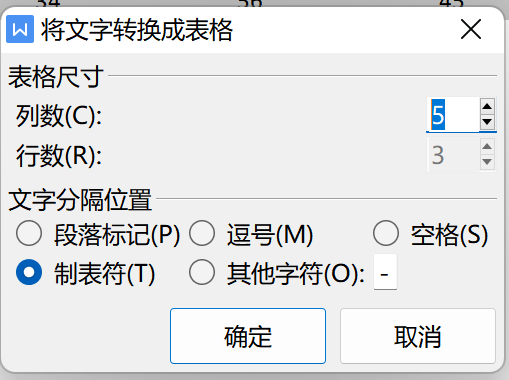 将文字转换成表格
表格尺寸
列数(C): 5
行数(R): 3
文字分隔位置
段落标记(P) 逗号(M) 空格(S)
制表符(T) 其他字符(O): -
确定 取消